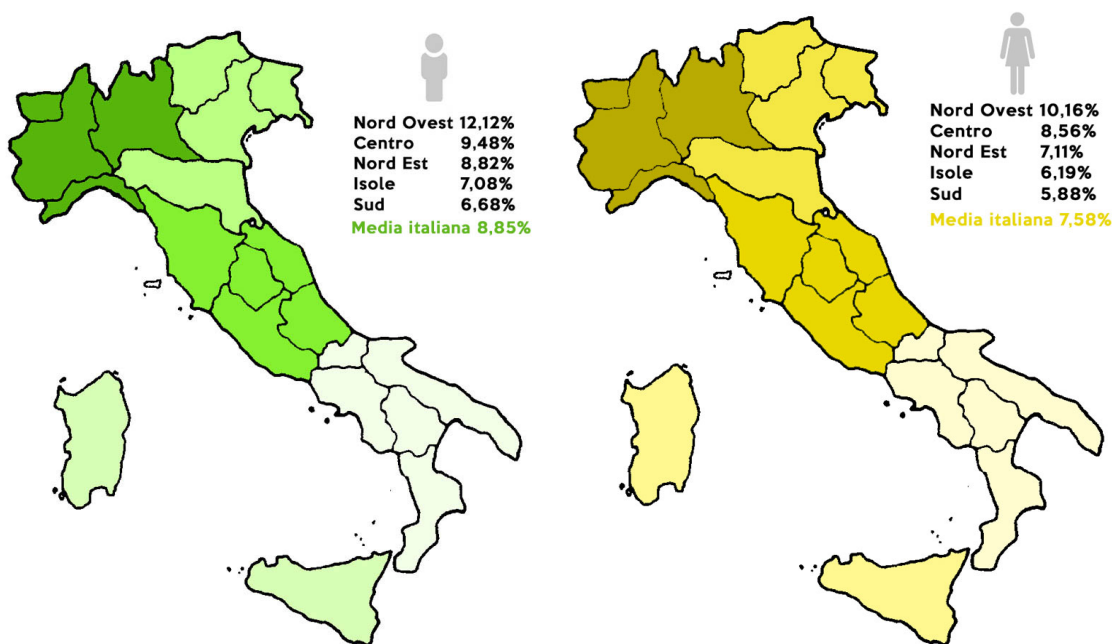 Nord Ovest 12,12%
Centro 9,48%
Nord Est 8,82%
Isole 7,08%
Sud 6,68%
Media italiana 8,85%
Nord Ovest 10,16%
Centro 8,56%
Nord Est 7,11%
Isole 6,19%
Sud 5,88%
Media italiana 7,58%